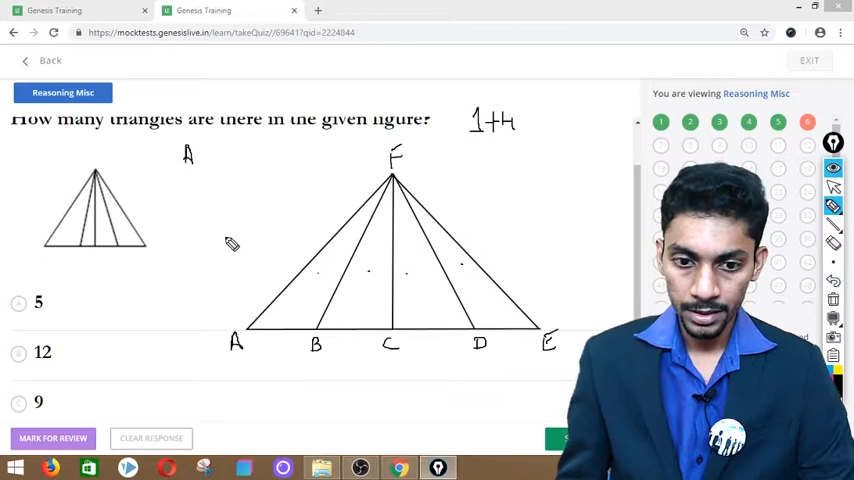 Genesis Training
Genesis Training
https://mocktests.genesislive.in/learn/takeQuiz//69641?qid=2224844
Back
EXIT
Reasoning Misc
You are viewing Reasoning Misc
How many triangles are there in the given figure?
1+4
1 2 3 4 5 6
A
F
A B C D E
A 5
B 12
C 9
MARK FOR REVIEW
CLEAR RESPONSE